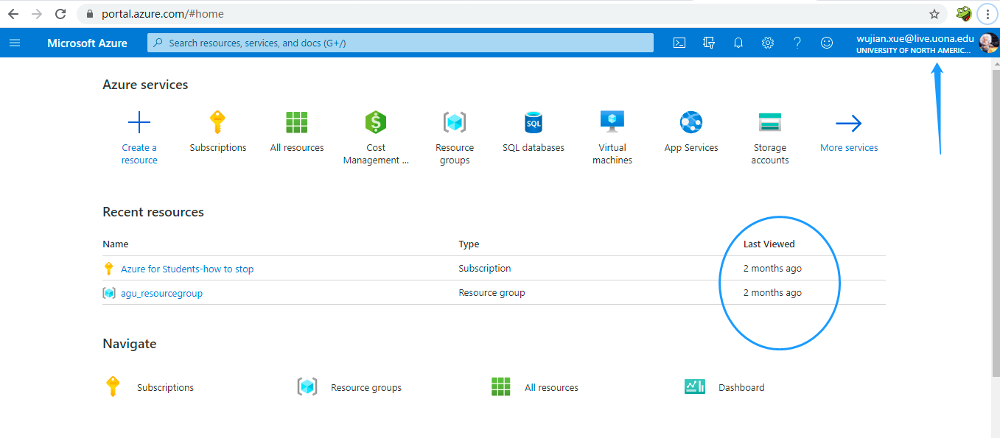 portal.azure.com/#home
Microsoft Azure
Search resources, services, and docs (G+/)
wujian.xue@live.uona.edu
UNIVERSITY OF NORTH AMERIC...
Azure services
Create a
resource
Subscriptions
All resources
Cost
Management ...
Resource
groups
SQL
SQL databases
Virtual
machines
App Services
Storage
accounts
More services
Recent resources
Name Type Last Viewed
Azure for Students-how to stop Subscription 2 months ago
agu_resourcegroup Resource group 2 months ago
Navigate
Subscriptions Resource groups All resources Dashboard